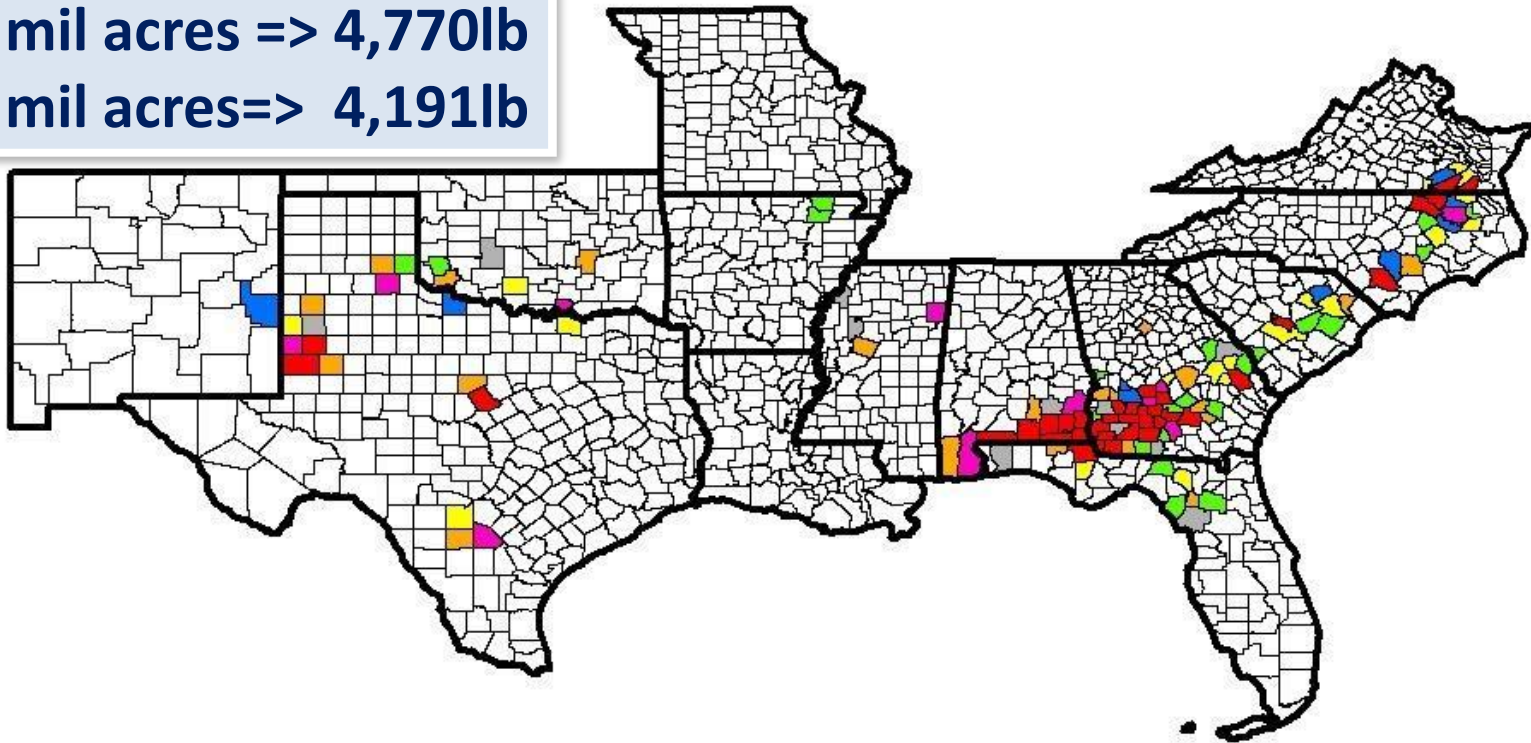 mil acres => 4,770lb
mil acres=> 4,191lb